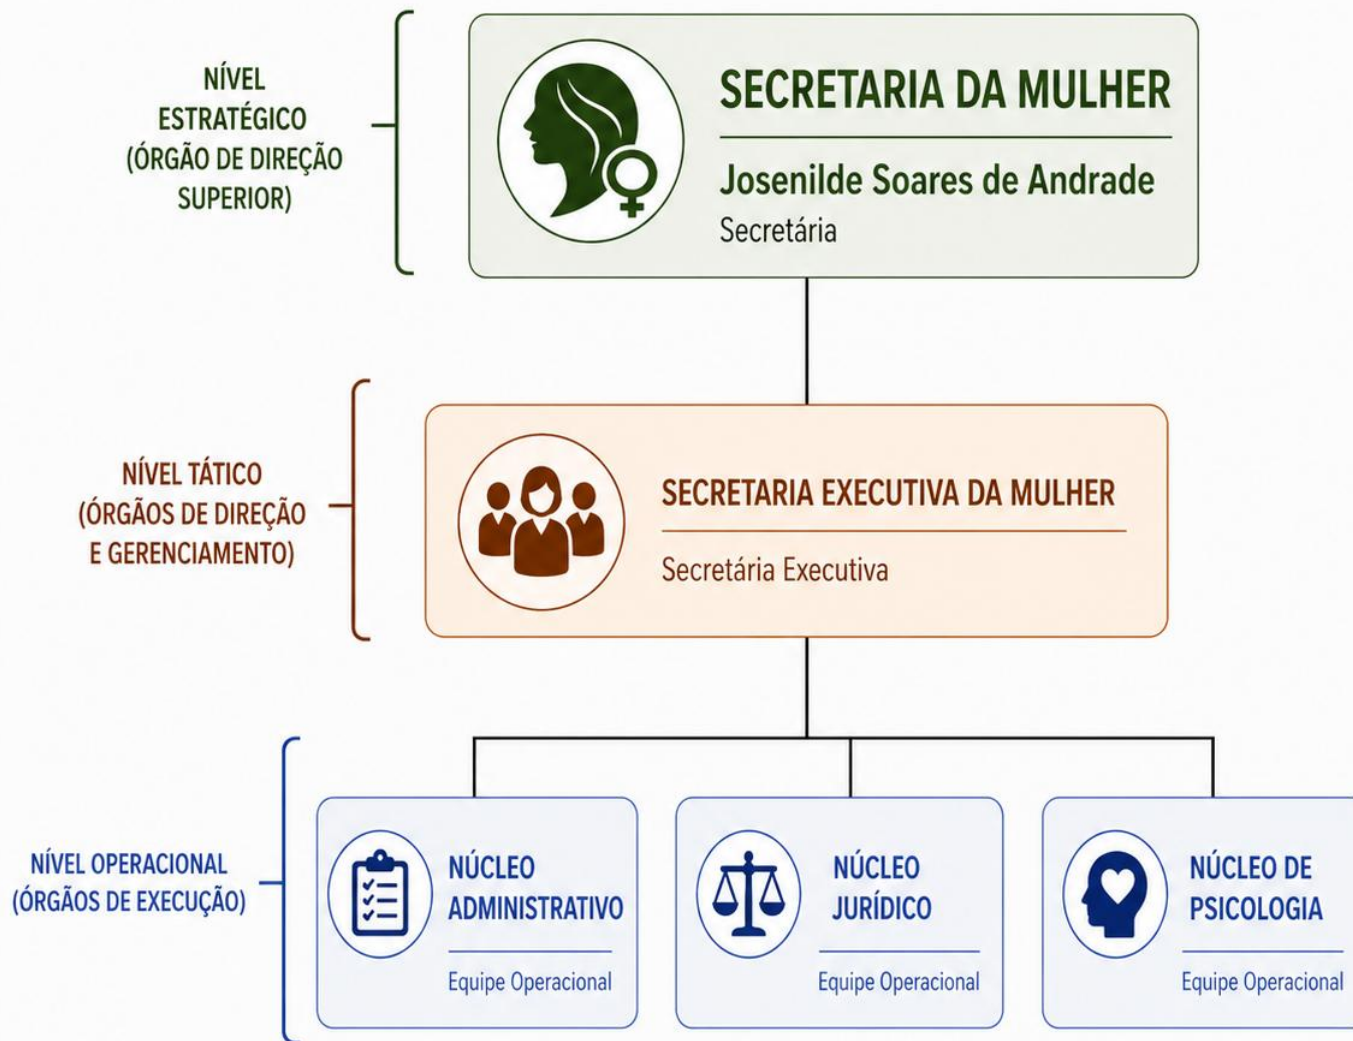 NÍVEL
ESTRATÉGICO
(ÓRGÃO DE DIREÇÃO
SUPERIOR)
SECRETARIA DA MULHER
Josenilde Soares de Andrade
Secretária
NÍVEL TÁTICO
(ÓRGÃOS DE DIREÇÃO
E GERENCIAMENTO)
SECRETARIA EXECUTIVA DA MULHER
Secretária Executiva
NÍVEL OPERACIONAL
(ÓRGÃOS DE EXECUÇÃO)
NÚCLEO
ADMINISTRATIVO
Equipe Operacional
NÚCLEO
JURÍDICO
Equipe Operacional
NÚCLEO DE
PSICOLOGIA
Equipe Operacional